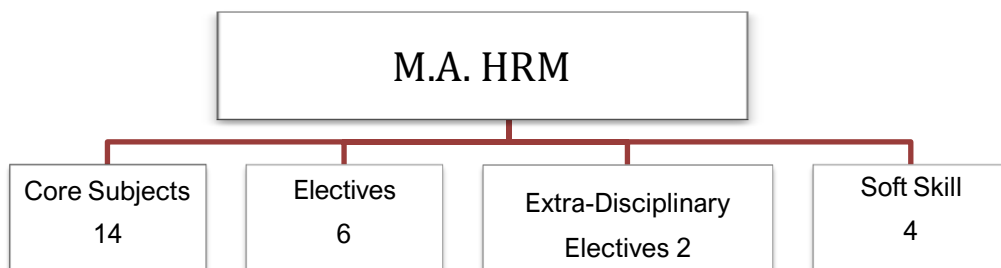 M.A. HRM
Core Subjects
14
Electives
6
Extra-Disciplinary
Electives 2
Soft Skill
4